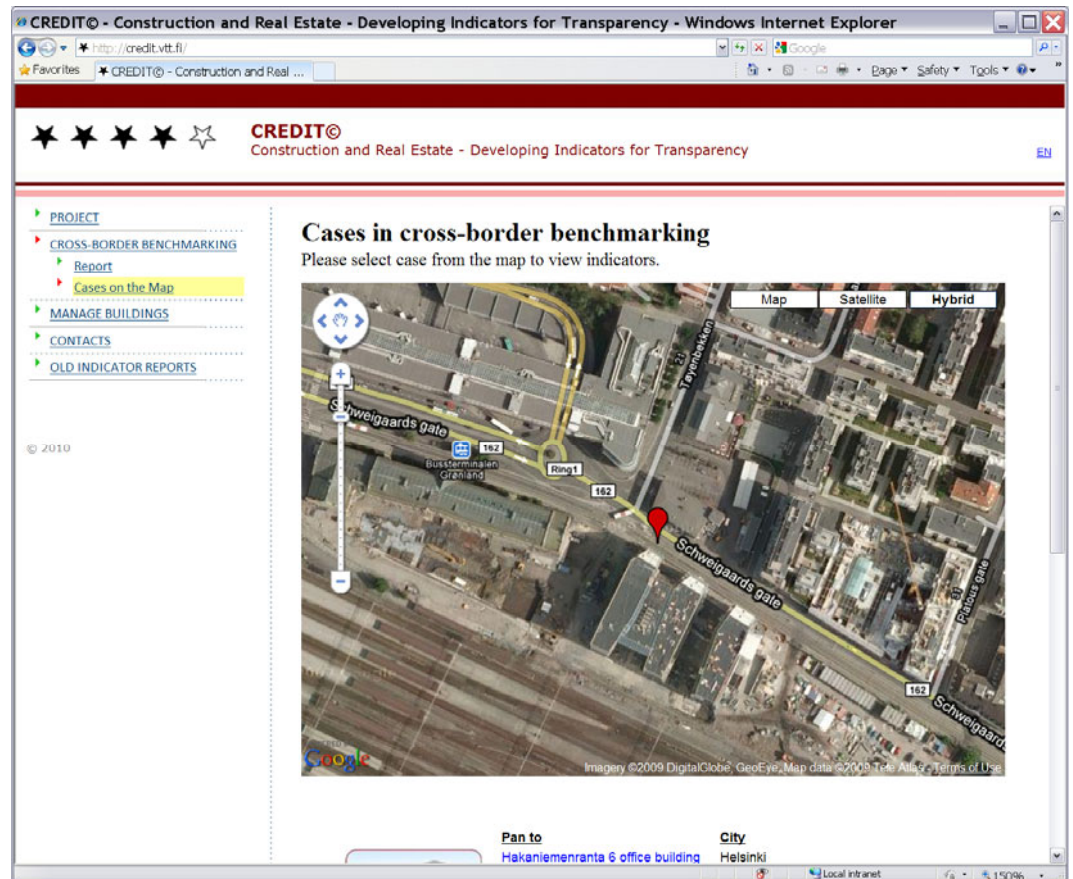 CREDIT© - Construction and Real Estate - Developing Indicators for Transparency - Windows Internet Explorer
http://credit.vtt.fi/
Google
Favorites
CREDIT© - Construction and Real ...
Page Safety Tools
CREDIT©
Construction and Real Estate - Developing Indicators for Transparency
EN
PROJECT
CROSS-BORDER BENCHMARKING
Report
Cases on the Map
MANAGE BUILDINGS
CONTACTS
OLD INDICATOR REPORTS
© 2010
Cases in cross-border benchmarking
Please select case from the map to view indicators.
Map Satellite Hybrid
Tøyenbekken
21
Schweigaards gate
162
Bussterminalen
Grønland
Ring1
162
Schweigaards gate
Platous gate
31
162
Schweigaards
POWERED BY
Google
Imagery ©2009 DigitalGlobe, GeoEye, Map data ©2009 Tele Atlas - Terms of Use
Pan to City
Hakaniemenranta 6 office building Helsinki
Local intranet 150%